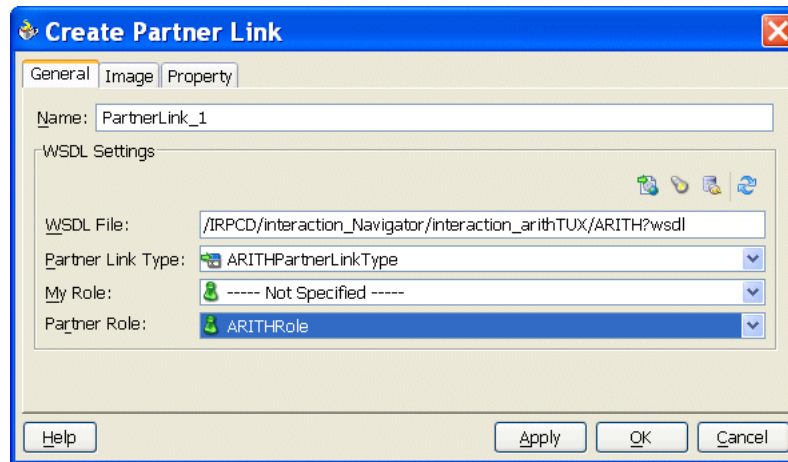 Create Partner Link
General Image Property
Name: PartnerLink_1
WSDL Settings
WSDL File: /IRPCD/interaction_Navigator/interaction_arithTUX/ARITH?wsdl
Partner Link Type: ARITHPartnerLinkType
My Role: ----- Not Specified -----
Partner Role: ARITHRole
Help Apply OK Cancel